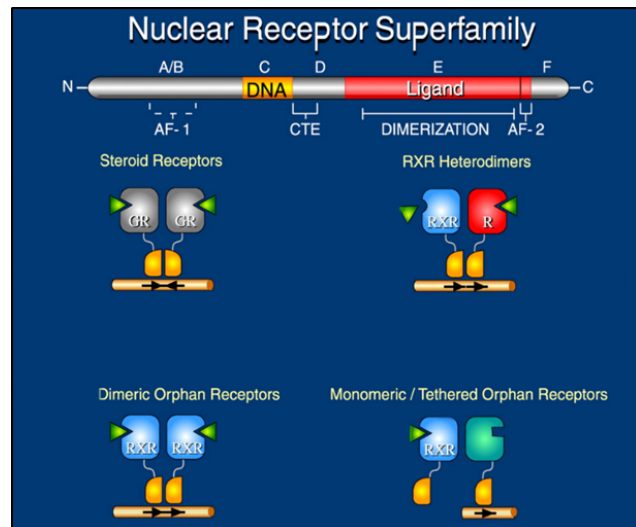 Nuclear Receptor Superfamily
A/B C D E F
N DNA Ligand C
AF-1 CTE DIMERIZATION AF-2
Steroid Receptors RXR Heterodimers
GR GR RXR R
Dimeric Orphan Receptors Monomeric / Tethered Orphan Receptors
RXR RXR RXR